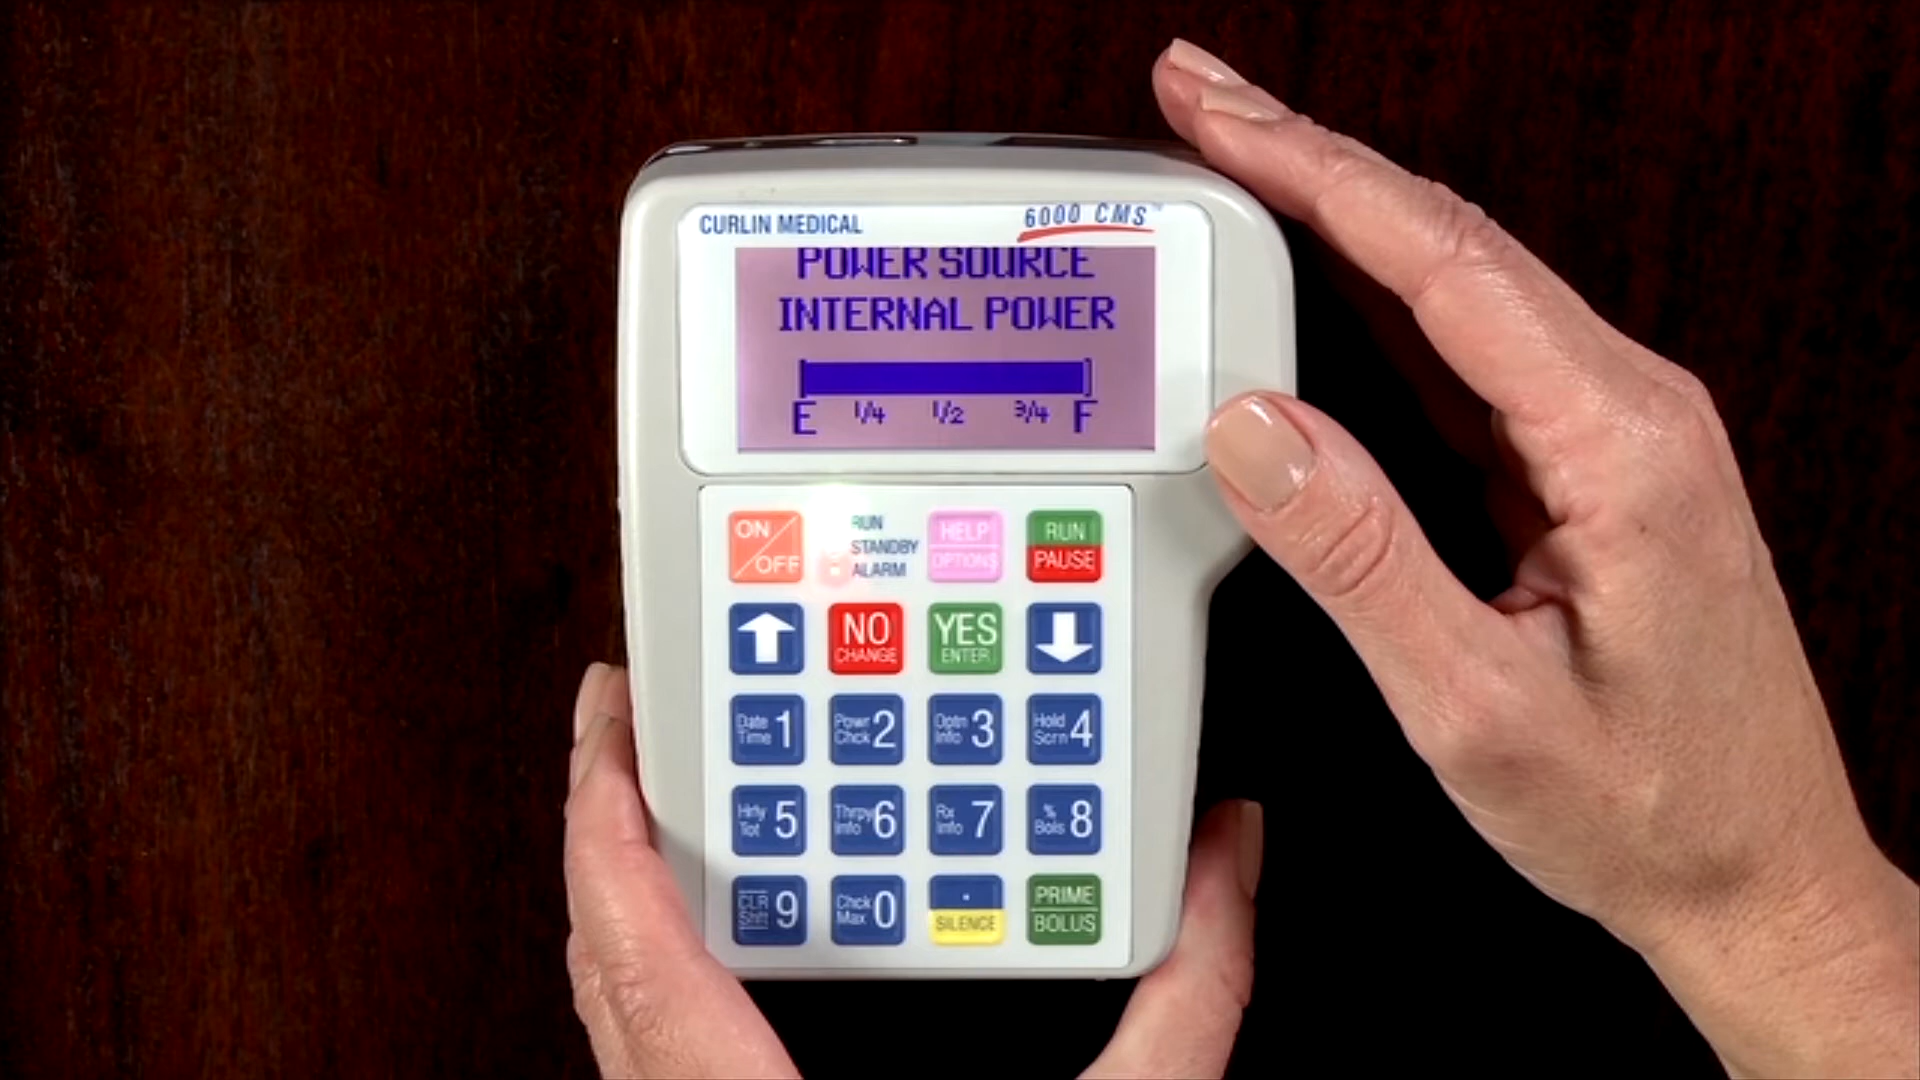 CURLIN MEDICAL
6000 CMS™
POWER SOURCE
INTERNAL POWER
E 1/4 1/2 3/4 F
ON/OFF
RUN
STANDBY
ALARM
HELP
OPTIONS
RUN
PAUSE
NO
CHANGE
YES
ENTER
Date
Time 1
Powr
Chck 2
Optn
Info 3
Hold
Scrn 4
Hrly
Tot 5
Thrpy
Info 6
Rx
Info 7
%
Bols 8
CLR
Shft 9
Chck
Max 0
.
SILENCE
PRIME
BOLUS